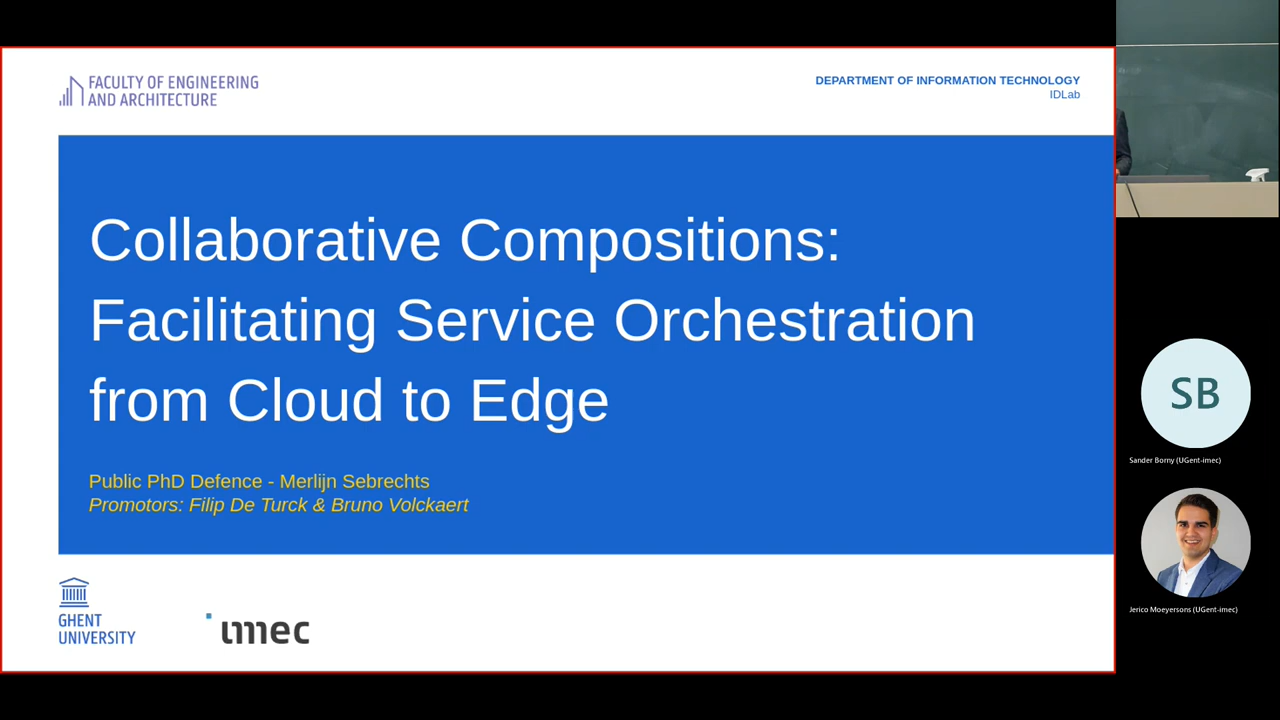 FACULTY OF ENGINEERING
AND ARCHITECTURE
DEPARTMENT OF INFORMATION TECHNOLOGY
IDLab
Collaborative Compositions:
Facilitating Service Orchestration
from Cloud to Edge
Public PhD Defence - Merlijn Sebrechts
Promotors: Filip De Turck & Bruno Volckaert
GHENT
UNIVERSITY
imec
SB
Sander Borny (UGent-imec)
Jerico Moeyersons (UGent-imec)